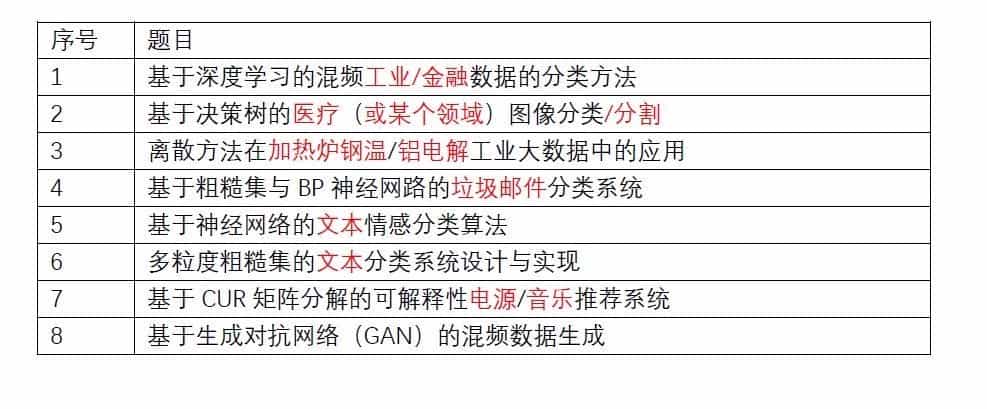 序号 题目
1 基于深度学习的混频工业/金融数据的分类方法
2 基于决策树的医疗（或某个领域）图像分类/分割
3 离散方法在加热炉钢温/铝电解工业大数据中的应用
4 基于粗糙集与 BP 神经网路的垃圾邮件分类系统
5 基于神经网络的文本情感分类算法
6 多粒度粗糙集的文本分类系统设计与实现
7 基于 CUR 矩阵分解的可解释性电源/音乐推荐系统
8 基于生成对抗网络（GAN）的混频数据生成